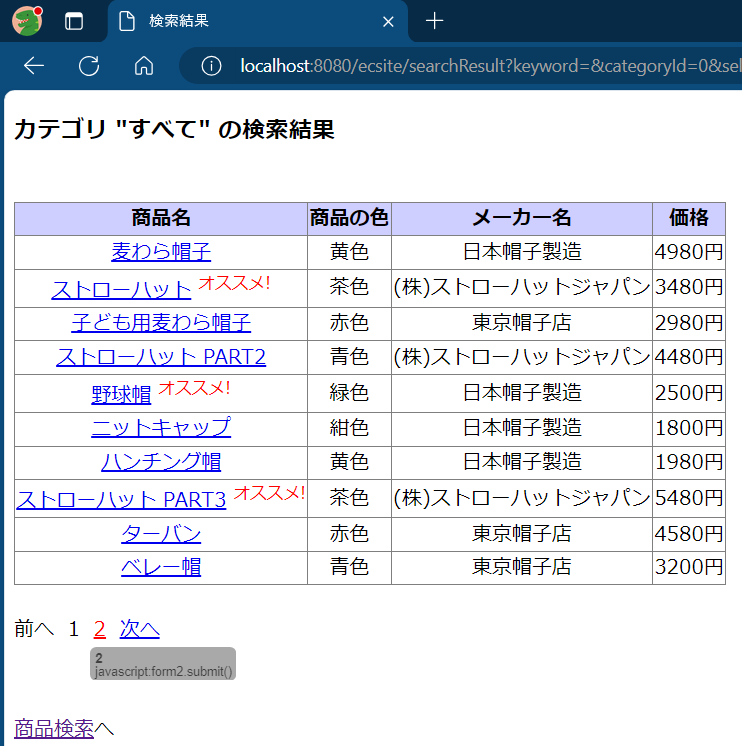 検索結果
localhost:8080/ecsite/searchResult?keyword=&categoryId=0&sel
カテゴリ "すべて" の検索結果
商品名 商品の色 メーカー名 価格
麦わら帽子 黄色 日本帽子製造 4980円
ストローハット オススメ! 茶色 (株)ストローハットジャパン 3480円
子ども用麦わら帽子 赤色 東京帽子店 2980円
ストローハット PART2 青色 (株)ストローハットジャパン 4480円
野球帽 オススメ! 緑色 日本帽子製造 2500円
ニットキャップ 紺色 日本帽子製造 1800円
ハンチング帽 黄色 日本帽子製造 1980円
ストローハット PART3 オススメ! 茶色 (株)ストローハットジャパン 5480円
ターバン 赤色 東京帽子店 4580円
ベレー帽 青色 東京帽子店 3200円
前へ 1 2 次へ
2
javascript:form2.submit()
商品検索へ